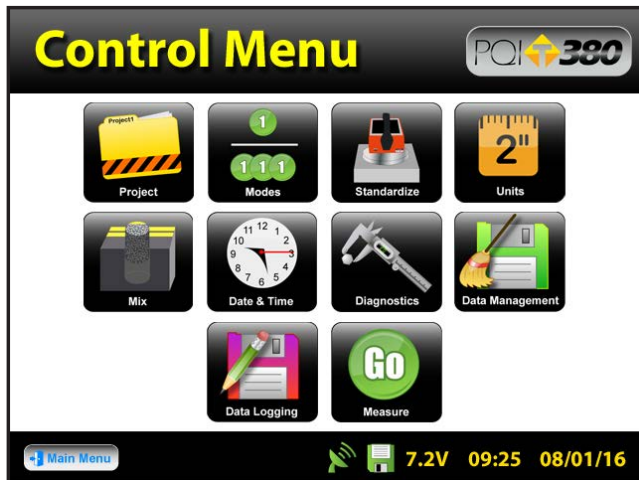 Control Menu
PQI T 380
Project1
1
1 1 1
2"
Project
Modes
Standardize
Units
11 12 1
10 2
9 3
8 4
7 6 5
Mix
Date & Time
Diagnostics
Data Management
Go
Data Logging
Measure
Main Menu
7.2V 09:25 08/01/16